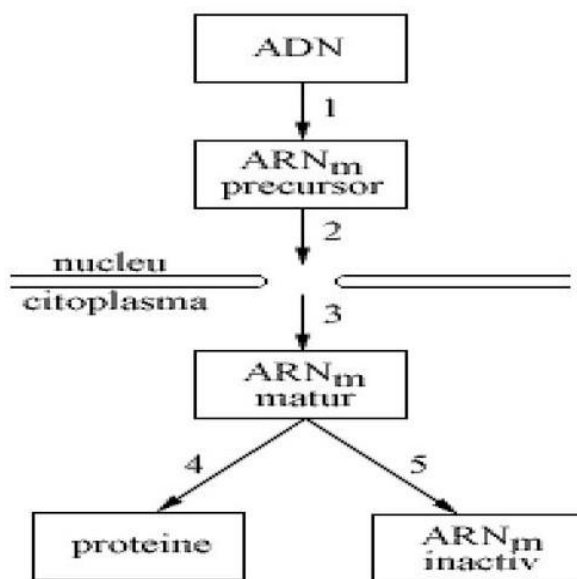 ADN
1
ARNm
precursor
2
nucleu
citoplasma
3
ARNm
matur
4
5
proteine
ARNm
inactiv